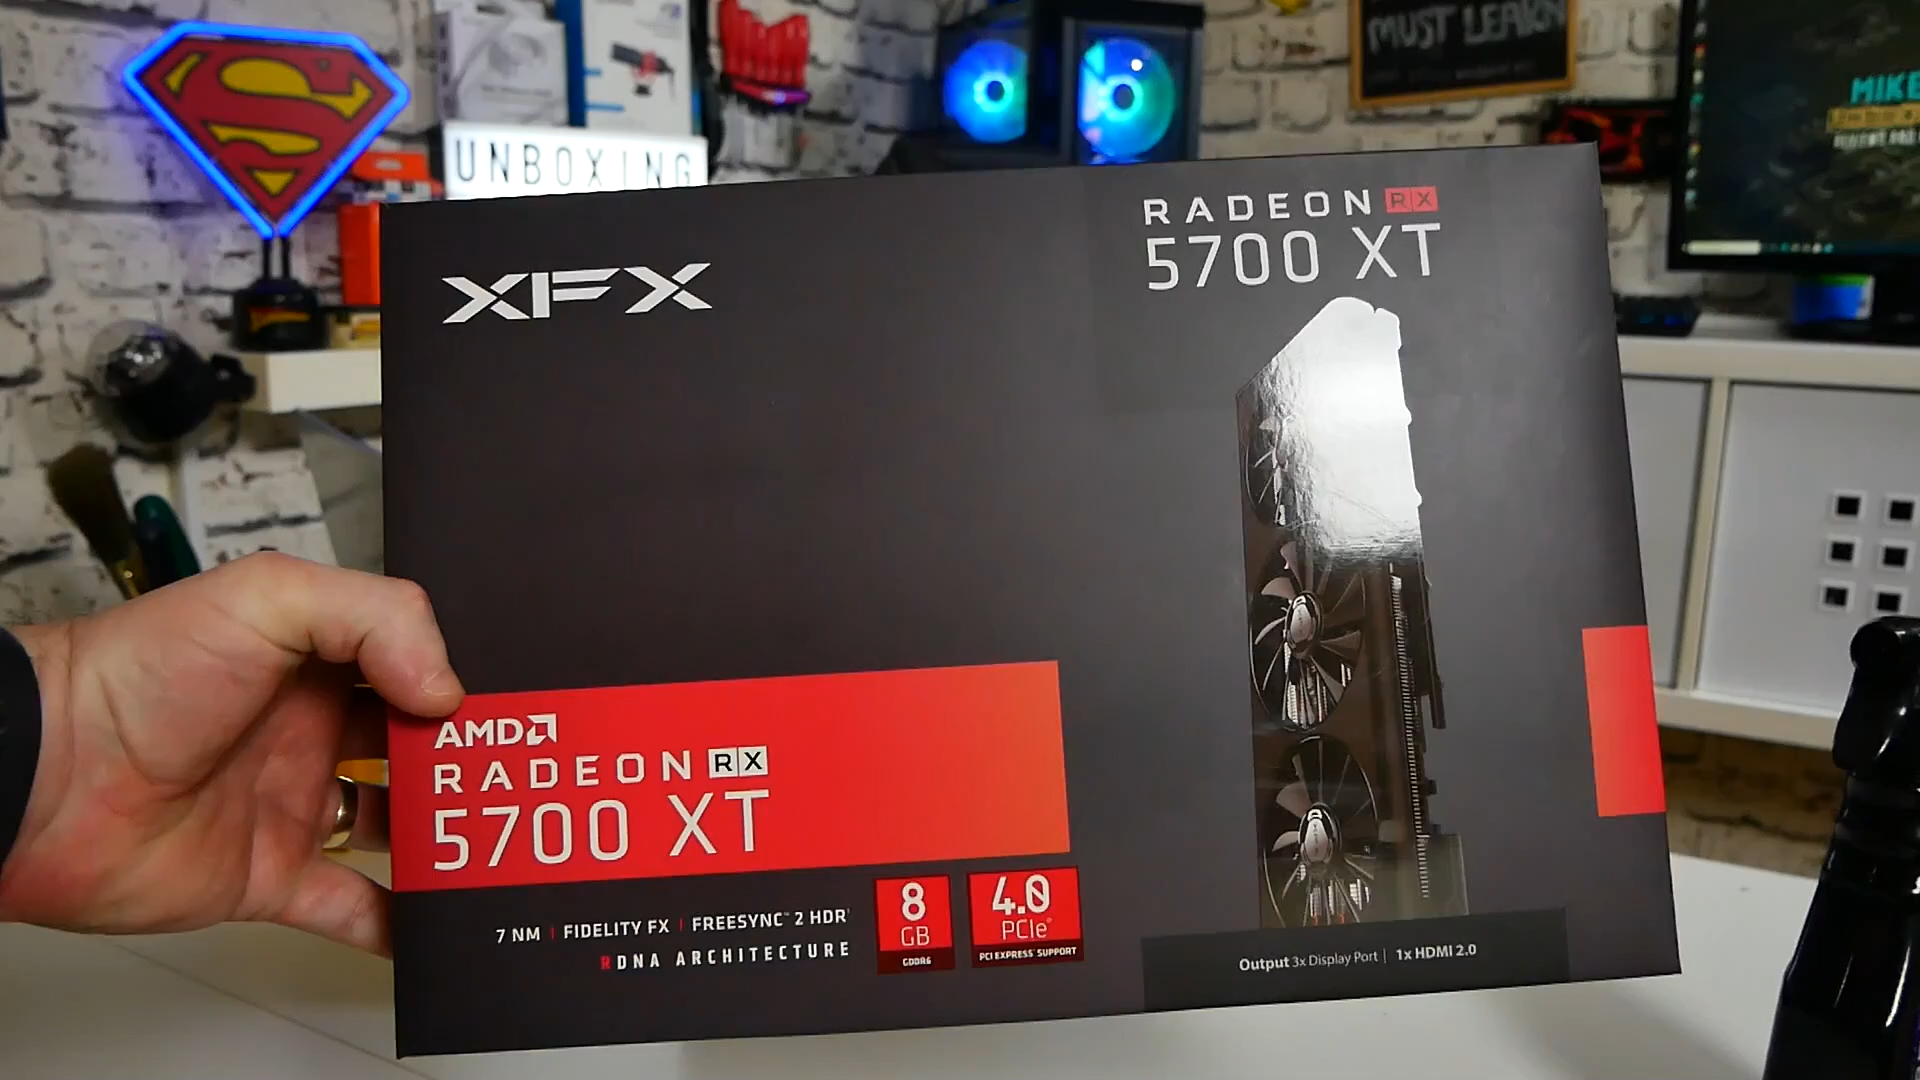 UNBOXING
MUST LEARN
MIKE
XFX
RADEON RX
5700 XT
AMD
RADEON RX
5700 XT
7 NM | FIDELITY FX | FREESYNC™ 2 HDR
RDNA ARCHITECTURE
8
GB
GDDR6
4.0
PCIe®
PCI EXPRESS® SUPPORT
Output 3x Display Port | 1x HDMI 2.0